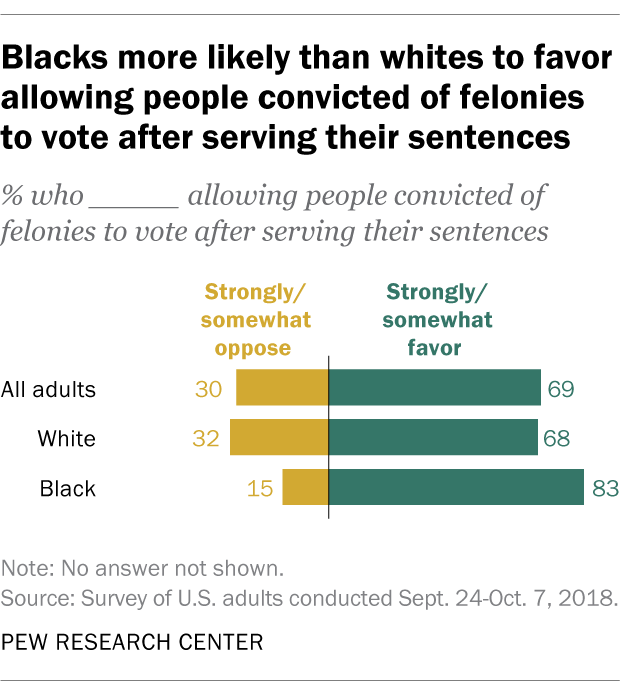 Blacks more likely than whites to favor
allowing people convicted of felonies
to vote after serving their sentences
% who _____ allowing people convicted of
felonies to vote after serving their sentences
Strongly/ Strongly/
somewhat somewhat
oppose favor
All adults 30 69
White 32 68
Black 15 83
Note: No answer not shown.
Source: Survey of U.S. adults conducted Sept. 24-Oct. 7, 2018.
PEW RESEARCH CENTER